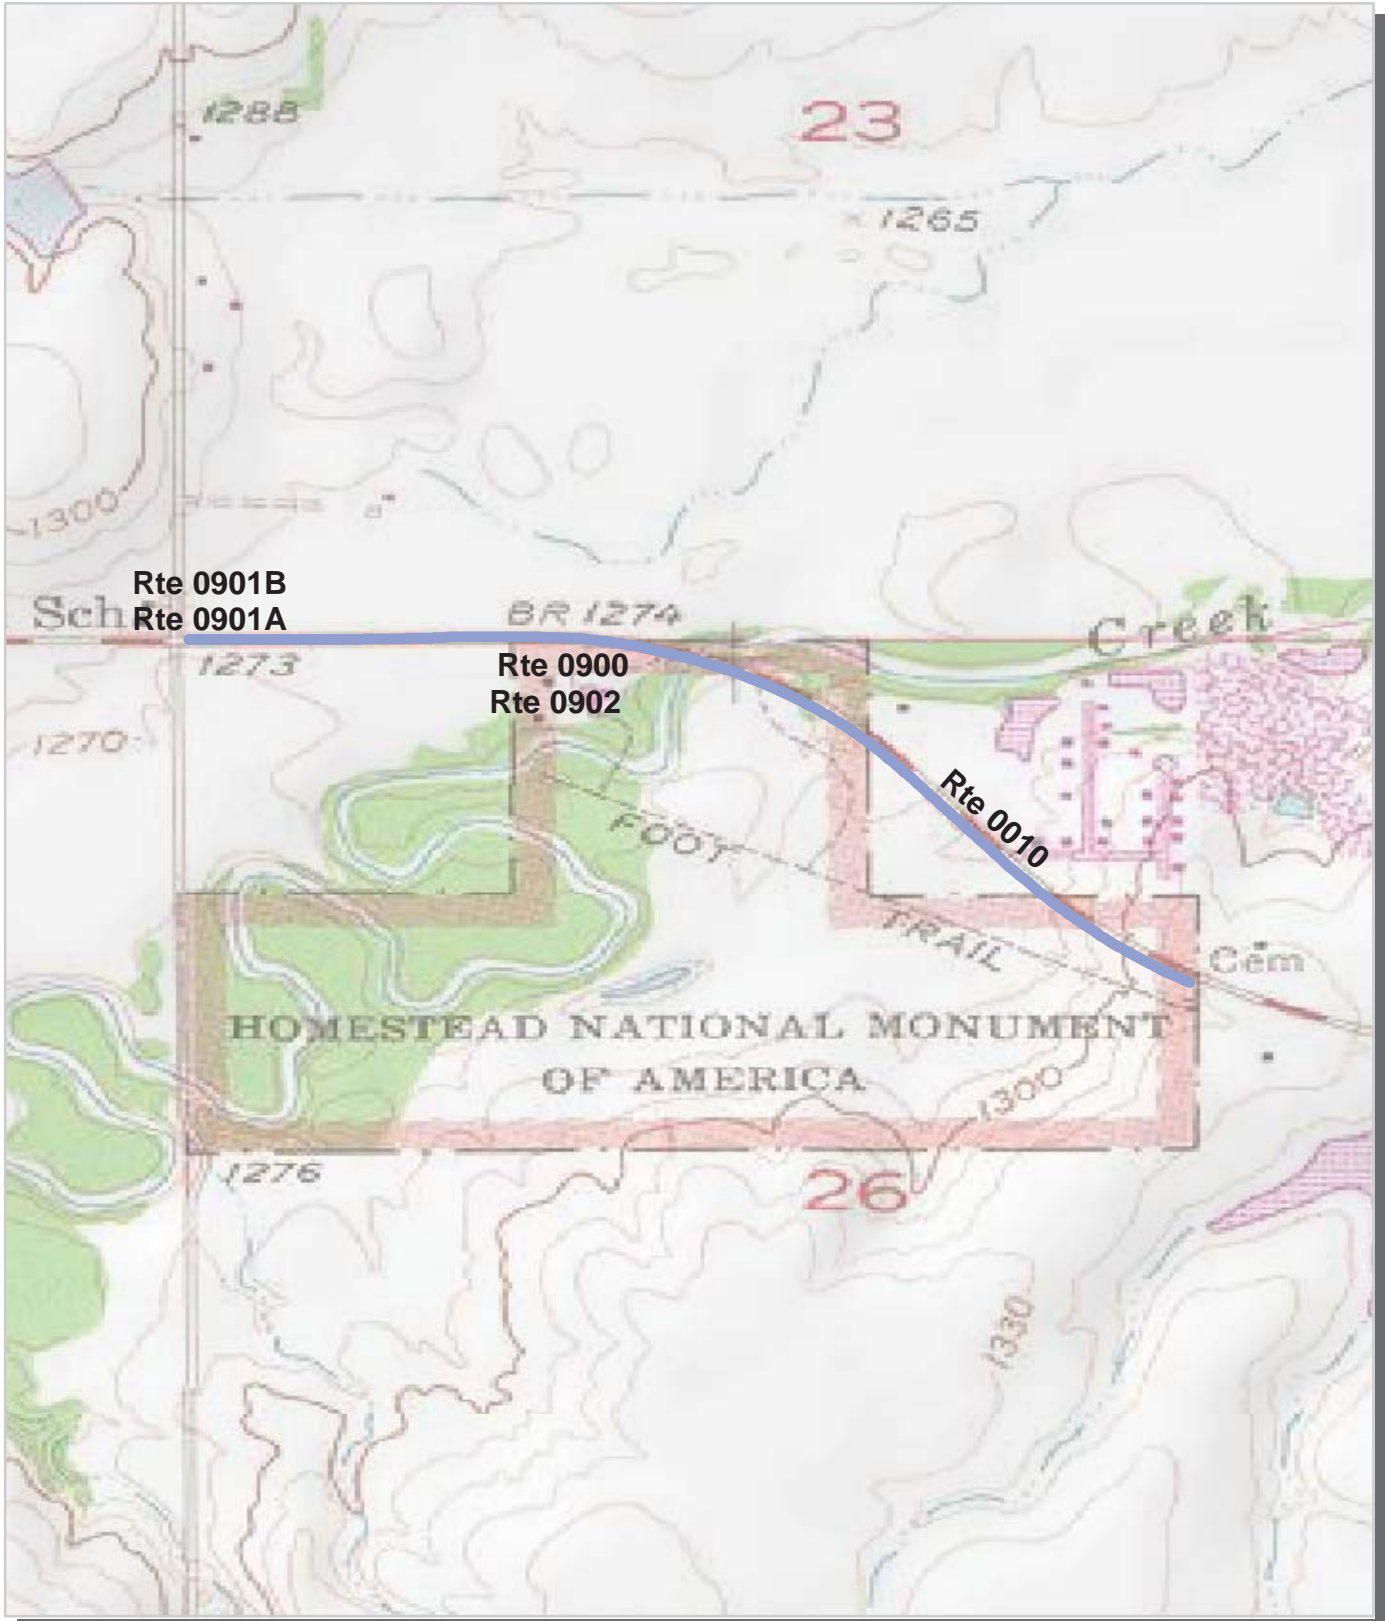 1288
23
1265
1300
Rte 0901B
Sch
Rte 0901A
BR 1274
Creek
1273
Rte 0900
Rte 0902
1270
Rte 0010
FOOT
TRAIL
Cem
HOMESTEAD NATIONAL MONUMENT
OF AMERICA
1300
1276
26
1330